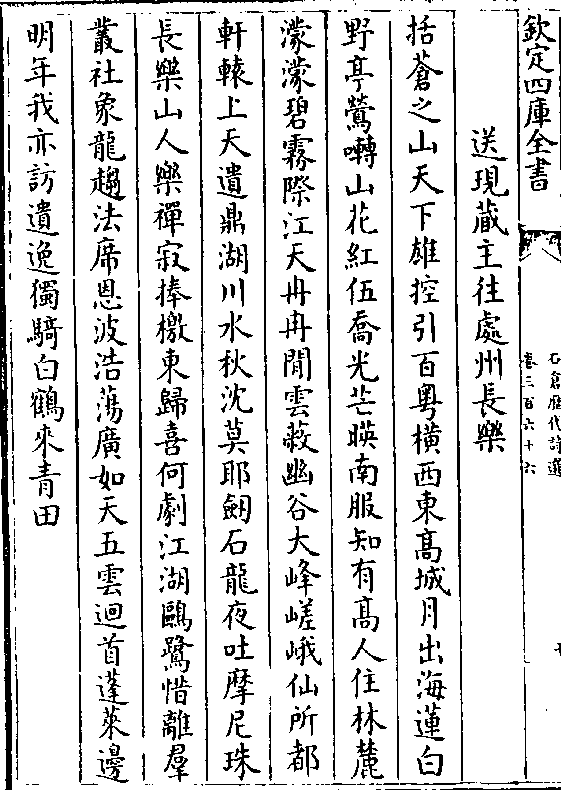 欽定四庫全書
石倉歷代詩選
卷三百六十六
送現藏主往處州長樂
括蒼之山天下雄控引百粵橫西東髙城月出海蓮白
野亭鶯囀山花紅伍喬光芒暎南服知有髙人住林麓
濛濛碧霧際江天冉冉閒雲蔽幽谷大峰嵯峨仙所都
軒轅上天遺鼎湖川水秋沈莫耶劒石龍夜吐摩尼珠
長樂山人樂禪寂捧檄東歸喜何劇江湖鷗鷺惜離羣
叢社象龍趨法席恩波浩蕩廣如天五雲迴首蓬萊邊
明年我亦訪遺逸獨騎白鶴來青田